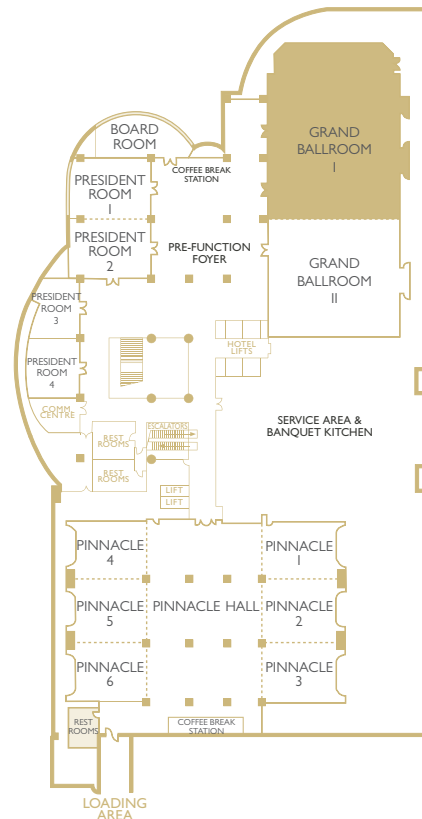 BOARD
ROOM
GRAND
BALLROOM
I
COFFEE BREAK
STATION
PRESIDENT
ROOM
I
PRESIDENT
ROOM
2
PRE-FUNCTION
FOYER
GRAND
BALLROOM
II
PRESIDENT
ROOM
3
PRESIDENT
ROOM
4
HOTEL
LIFTS
COMM.
CENTRE
ESCALATORS
SERVICE AREA &
BANQUET KITCHEN
REST
ROOMS
REST
ROOMS
LIFT
LIFT
PINNACLE
4
PINNACLE
1
PINNACLE
5
PINNACLE HALL
PINNACLE
2
PINNACLE
6
PINNACLE
3
REST
ROOMS
COFFEE BREAK
STATION
LOADING
AREA